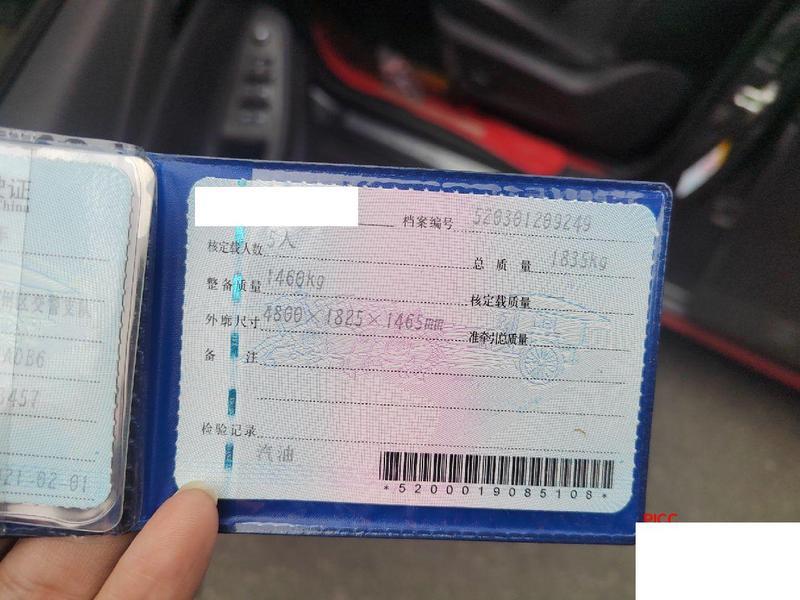 证
China
档案编号 520301209249
核定载人数 5人
总质量 1835kg
整备质量 1460kg
核定载质量
外廓尺寸 4800×1825×1465mm
准牵引总质量
备注
检验记录
汽油
*5200019085108*
区交警支队
A0B6
3457
21-02-01
PICC